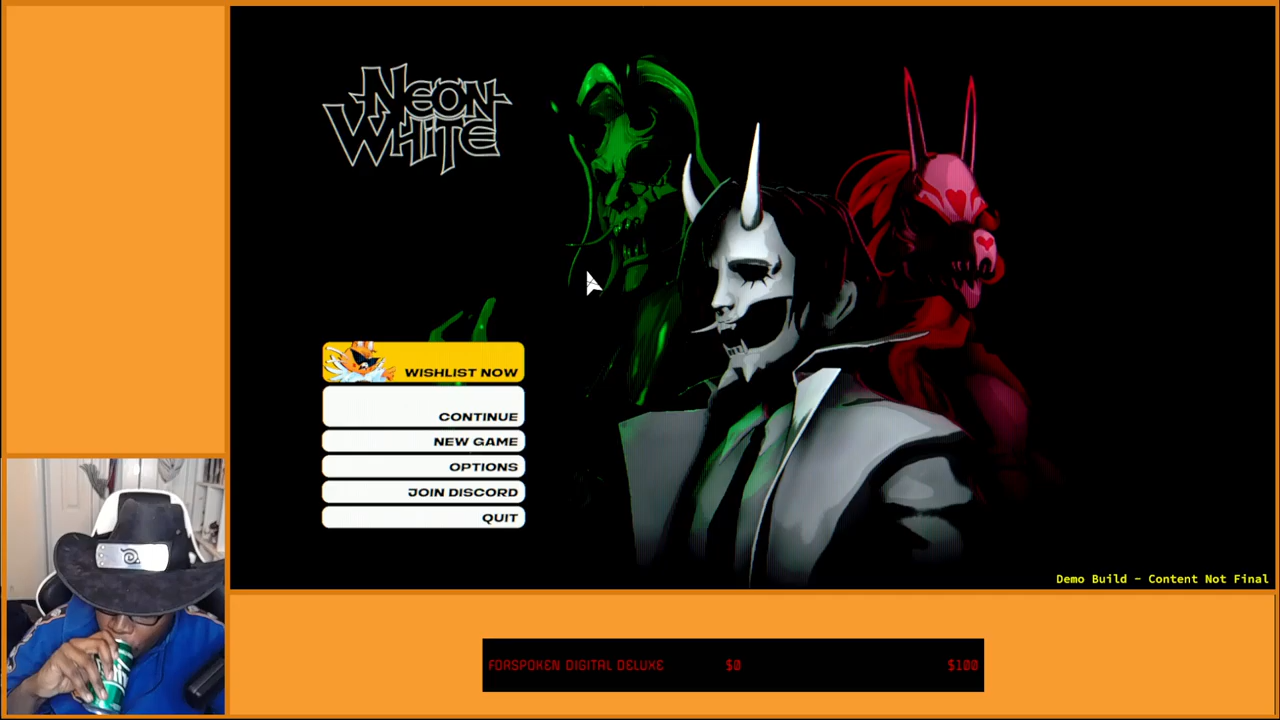 NEON
WHITE
WISHLIST NOW
CONTINUE
NEW GAME
OPTIONS
JOIN DISCORD
QUIT
Demo Build - Content Not Final
FORSPOKEN DIGITAL DELUXE $0 $100